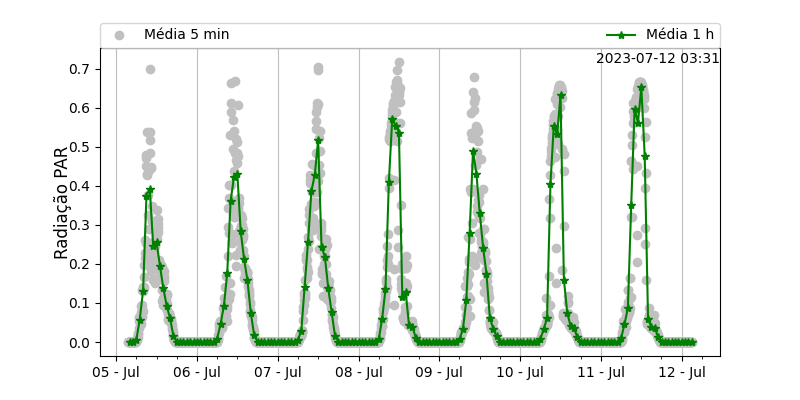 Média 5 min
Média 1 h
2023-07-12 03:31
Radiação PAR
0.7
0.6
0.5
0.4
0.3
0.2
0.1
0.0
05 - Jul
06 - Jul
07 - Jul
08 - Jul
09 - Jul
10 - Jul
11 - Jul
12 - Jul